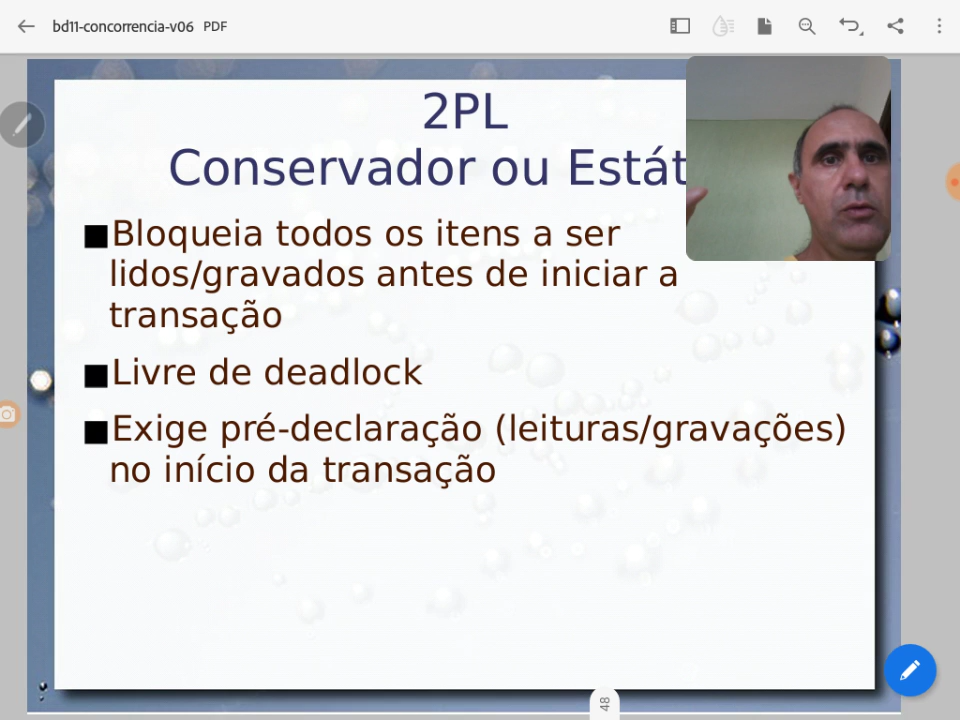 bd11-concorrencia-v06 PDF
2PL
Conservador ou Estát
■Bloqueia todos os itens a ser
lidos/gravados antes de iniciar a
transação
■Livre de deadlock
■Exige pré-declaração (leituras/gravações)
no início da transação
48